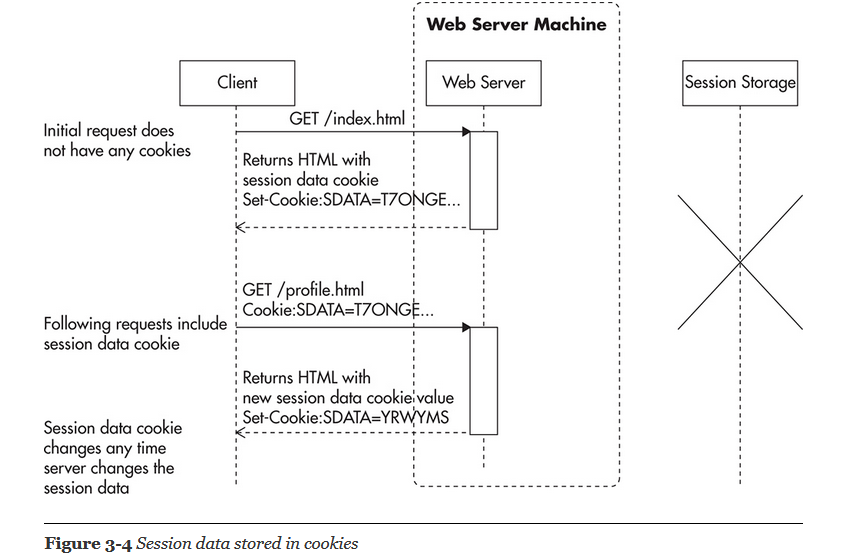 Web Server Machine
Client
Web Server
Session Storage
GET /index.html
Initial request does
not have any cookies
Returns HTML with
session data cookie
Set-Cookie:SDATA=T7ONGE...
GET /profile.html
Cookie:SDATA=T7ONGE...
Following requests include
session data cookie
Returns HTML with
new session data cookie value
Set-Cookie:SDATA=YRWYMS
Session data cookie
changes any time
server changes the
session data
Figure 3-4 Session data stored in cookies